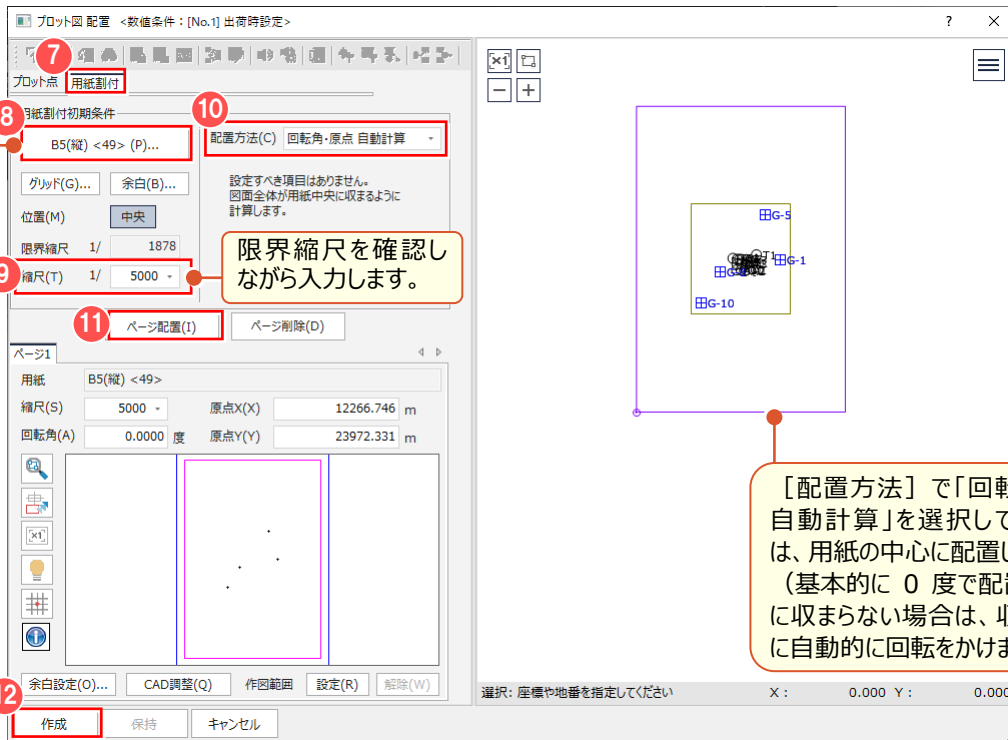 プロット図 配置 <数値条件：[No.1] 出荷時設定>
? ×
7
プロット点 用紙割付
8
用紙割付初期条件
10
B5(縦) <49> (P)...
配置方法(C) 回転角・原点 自動計算
グリッド(G)... 余白(B)...
設定すべき項目はありません。
図面全体が用紙中央に収まるように
計算します。
位置(M) 中央
限界縮尺 1/ 1878
9
縮尺(T) 1/ 5000
限界縮尺を確認し
ながら入力します。
11
ページ配置(I) ページ削除(D)
ページ1
用紙 B5(縦) <49>
縮尺(S) 5000 原点X(X) 12266.746 m
回転角(A) 0.0000 度 原点Y(Y) 23972.331 m
余白設定(O)... CAD調整(Q) 作図範囲 設定(R) 解除(W)
12
作成 保持 キャンセル
G-5
T1
G-1
G-10
［配置方法］で「回転
自動計算」を選択して
は、用紙の中心に配置し
（基本的に 0 度で配置
に収まらない場合は、収
に自動的に回転をかけま
選択: 座標や地番を指定してください X : 0.000 Y : 0.000